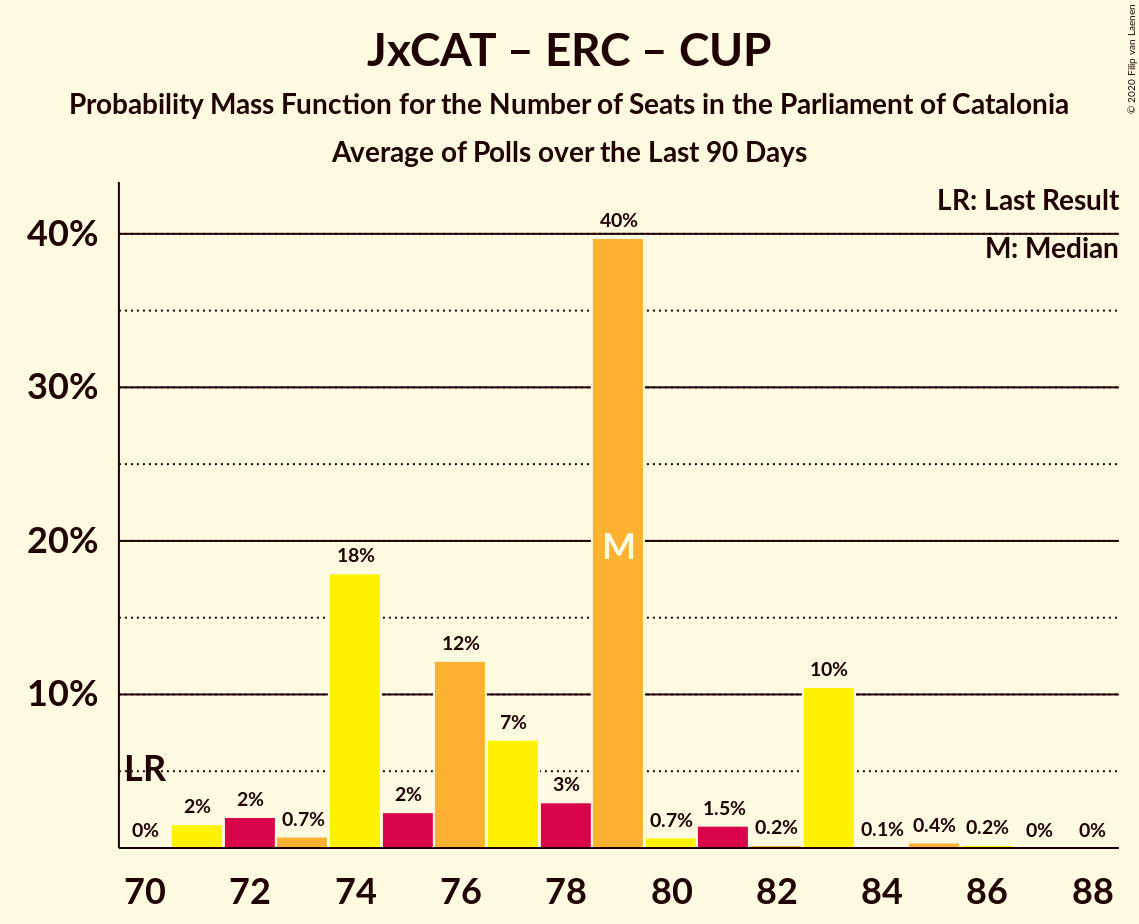 JxCAT – ERC – CUP
Probability Mass Function for the Number of Seats in the Parliament of Catalonia
Average of Polls over the Last 90 Days
© 2020 Filip van Laenen
LR: Last Result
M: Median
40%
30%
20%
10%
0%
2%
2%
0.7%
18%
2%
12%
7%
3%
40%
0.7%
1.5%
0.2%
10%
0.1%
0.4%
0.2%
0%
0%
LR
M
70 72 74 76 78 80 82 84 86 88